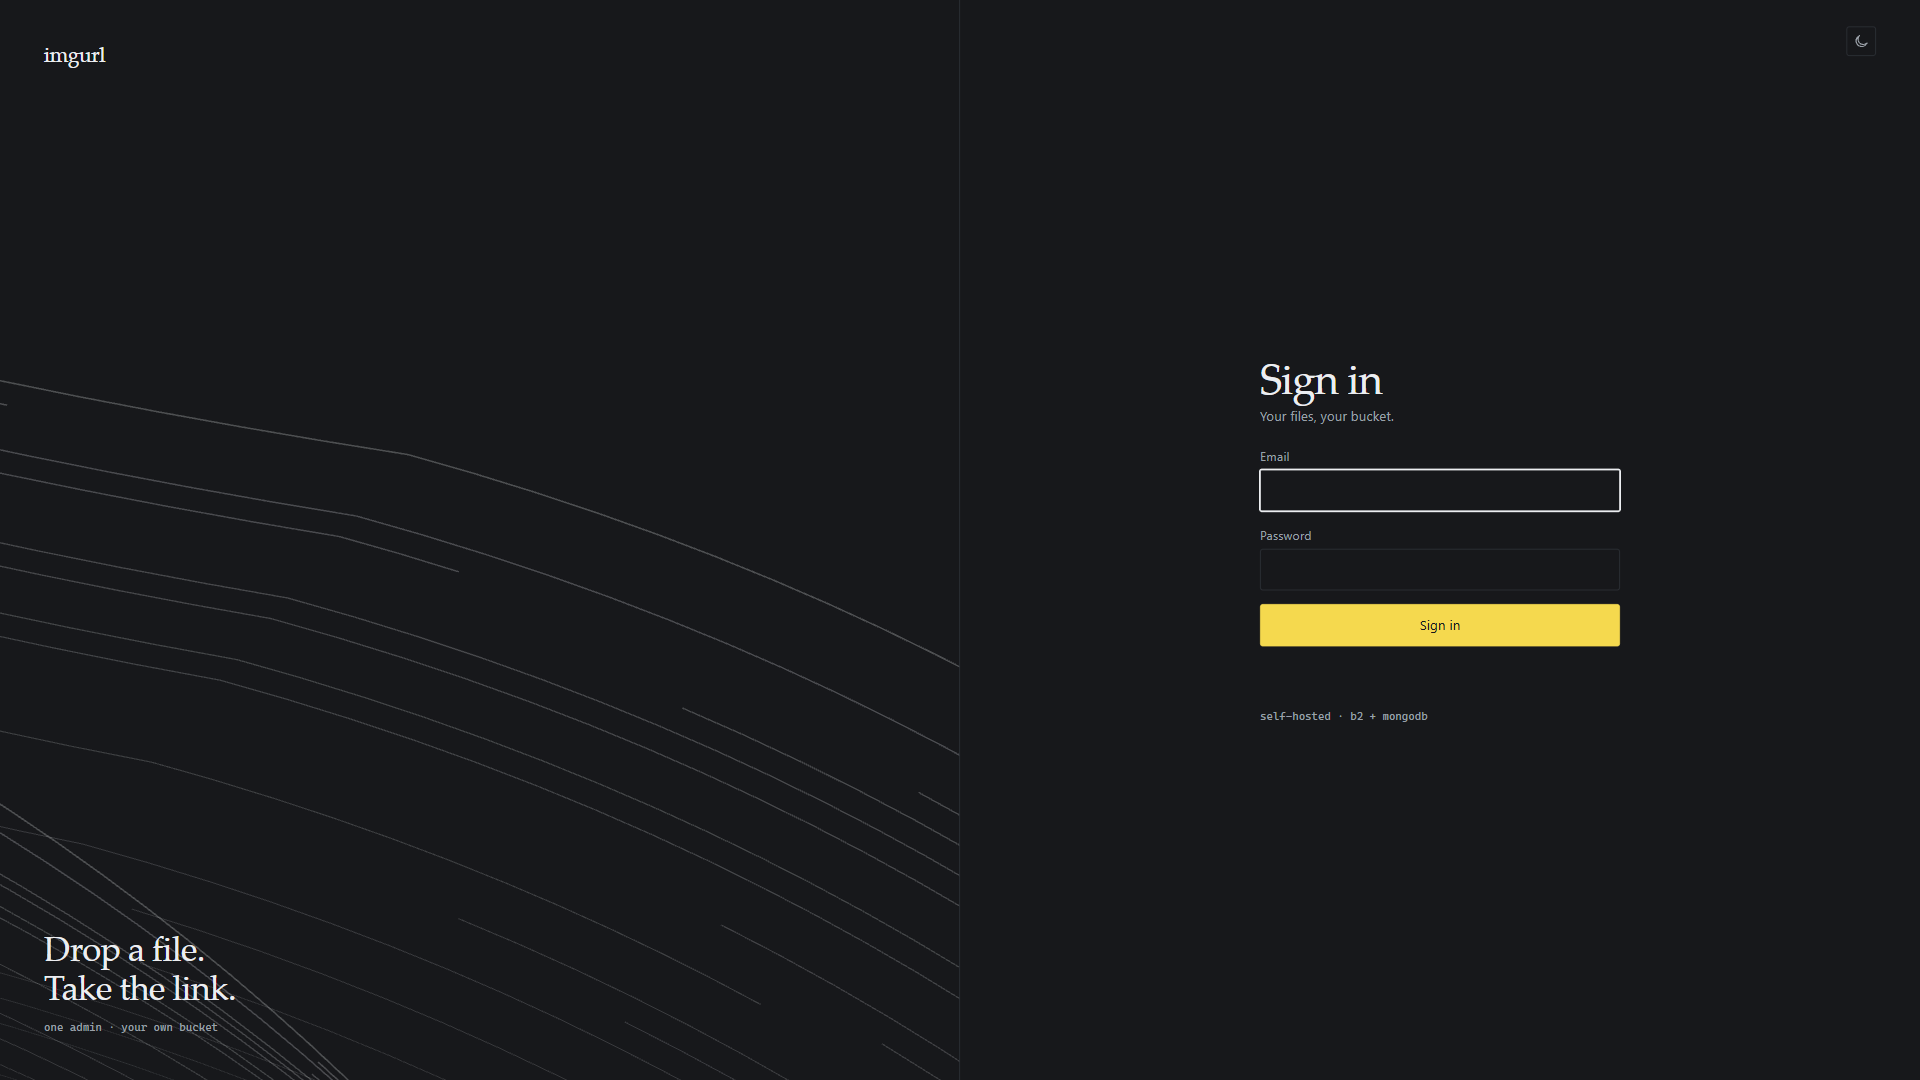 imgurl
Drop a file.
Take the link.
one admin · your own bucket
Sign in
Your files, your bucket.
Email
Password
Sign in
self-hosted · b2 + mongodb